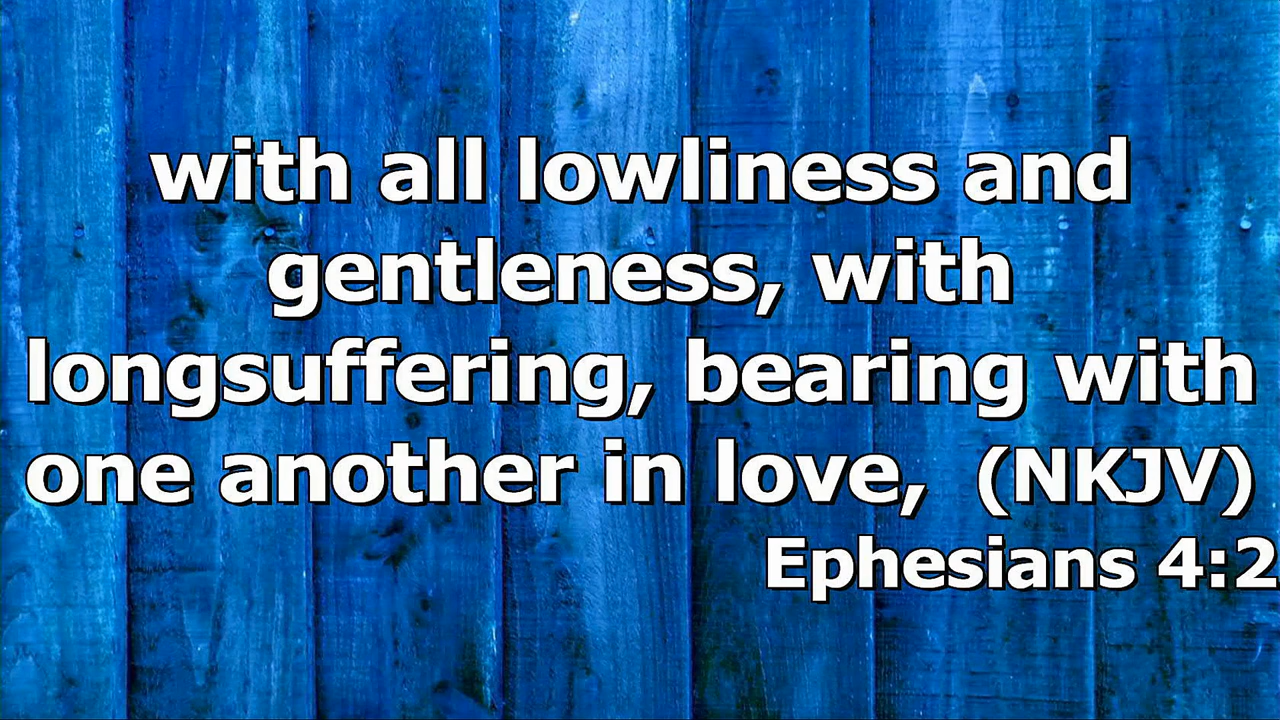 with all lowliness and
gentleness, with
longsuffering, bearing with
one another in love,  (NKJV)
Ephesians 4:2